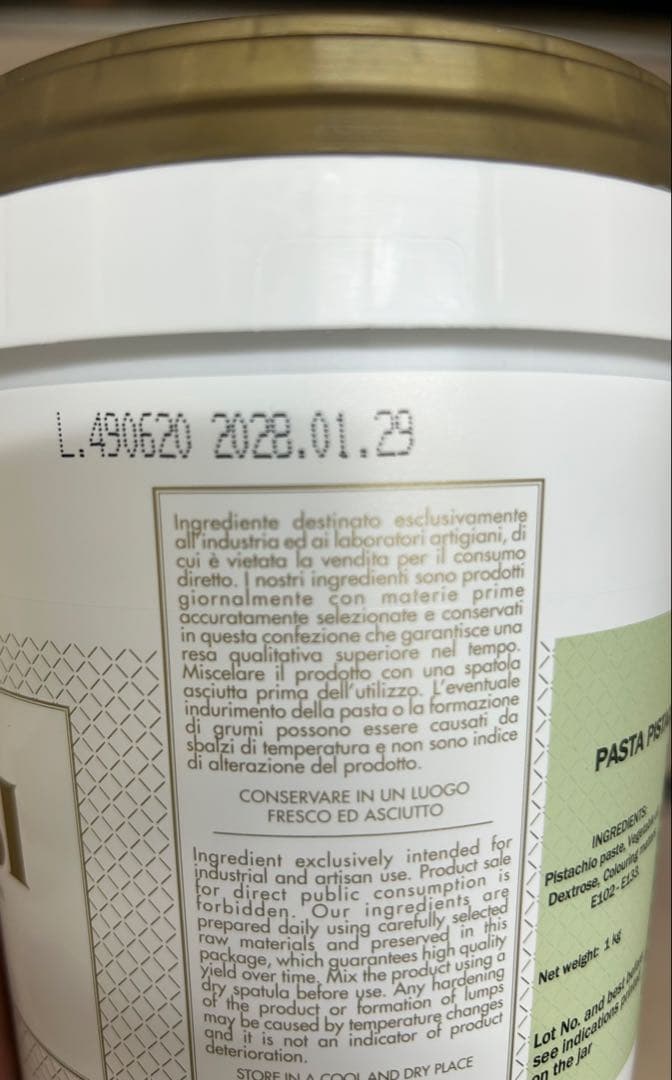 L.490620 2028.01.29
Ingrediente destinato esclusivamente
all'industria ed ai laboratori artigiani, di
cui è vietata la vendita per il consumo
diretto. I nostri ingredienti sono prodotti
giornalmente con materie prime
accuratamente selezionate e conservati
in questa confezione che garantisce una
resa qualitativa superiore nel tempo.
Miscelare il prodotto con una spatola
asciutta prima dell'utilizzo. L'eventuale
indurimento della pasta o la formazione
di grumi possono essere causati da
sbalzi di temperatura e non sono indice
di alterazione del prodotto.
CONSERVARE IN UN LUOGO
FRESCO ED ASCIUTTO
Ingredient exclusively intended for
industrial and artisan use. Product sale
for direct public consumption is
forbidden. Our ingredients are
prepared daily using carefully selected
raw materials and preserved in this
package, which guarantees high quality
yield over time. Mix the product using a
dry spatula before use. Any hardening
of the product or formation of lumps
may be caused by temperature changes
and it is not an indicator of product
deterioration.
STORE IN A COOL AND DRY PLACE
PASTA
INGREDIENTS:
Pistachio paste,
Dextrose, Colouring
E102 - E133.
Net weight: 1 kg
Lot No. and best
see indications
on the jar